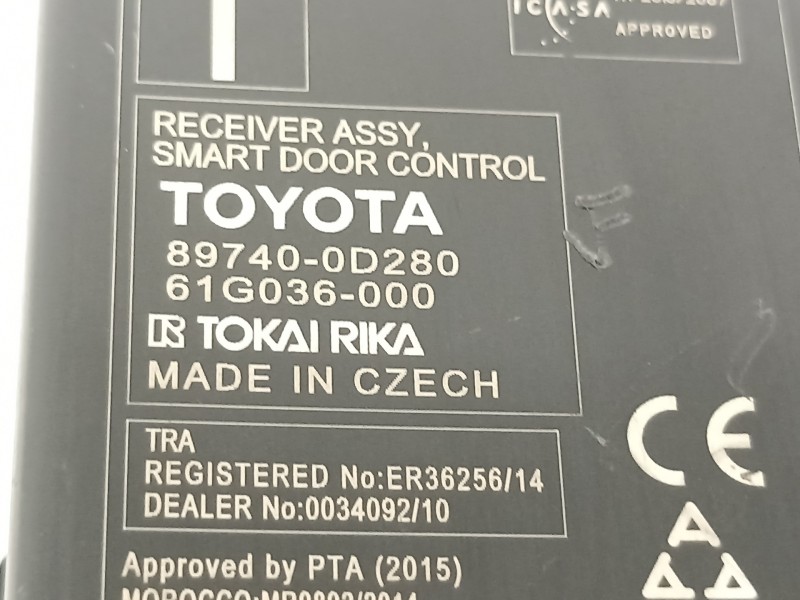 ICASA
APPROVED
RECEIVER ASSY,
SMART DOOR CONTROL
TOYOTA
89740-0D280
61G036-000
TOKAI RIKA
MADE IN CZECH
TRA
REGISTERED No:ER36256/14
DEALER No:0034092/10
CE
Approved by PTA (2015)